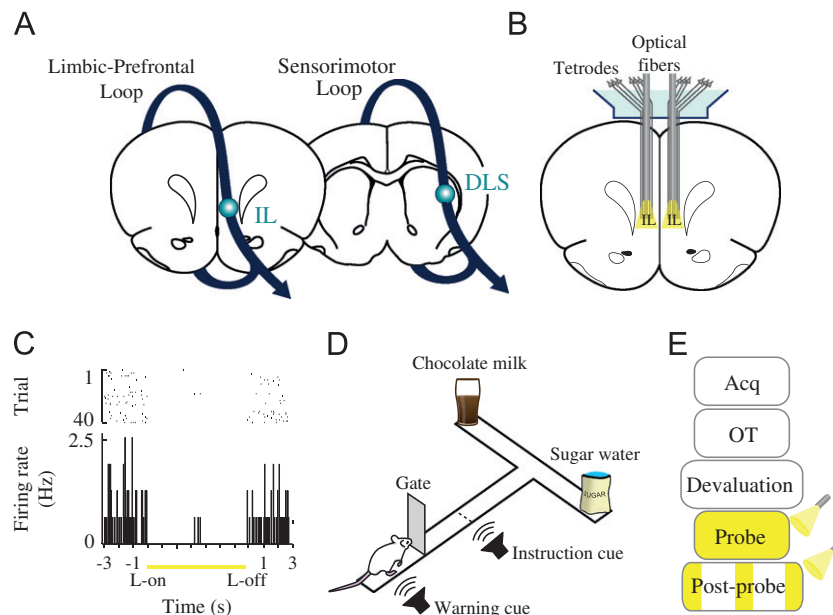 A
Limbic-Prefrontal
Loop
Sensorimotor
Loop
IL
DLS
B
Optical
fibers
Tetrodes
IL IL
C
Trial
1
40
Firing rate
(Hz)
2.5
0
-3 -1 1 3
L-on L-off
Time (s)
D
Chocolate milk
Sugar water
SUGAR
Gate
Instruction cue
Warning cue
E
Acq
OT
Devaluation
Probe
Post-probe